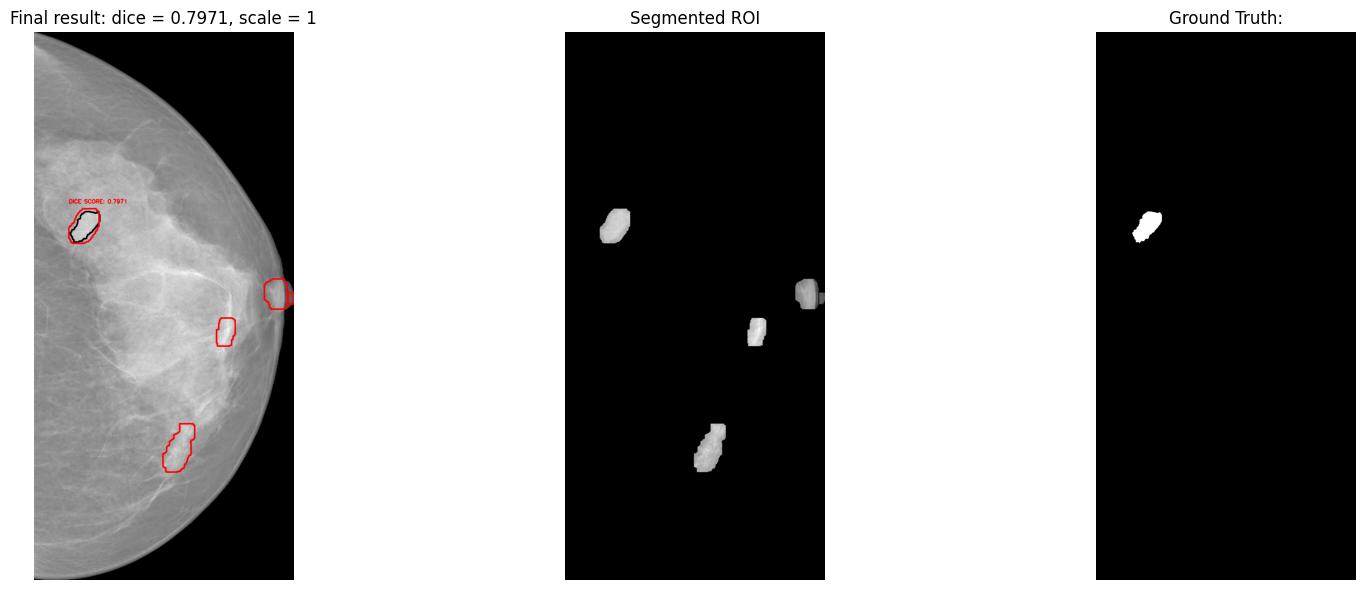 Final result: dice = 0.7971, scale = 1
Segmented ROI
Ground Truth:
DICE SCORE: 0.7971